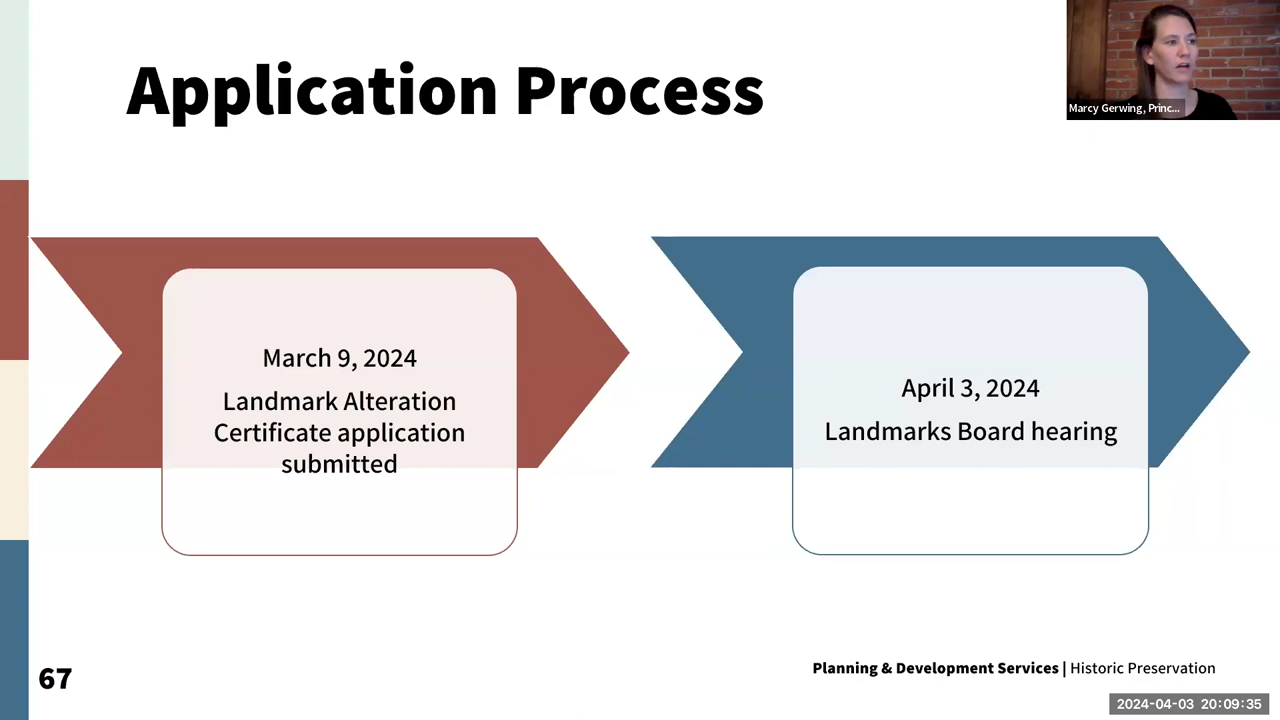 Application Process
Marcy Gerwing, Princ...
March 9, 2024
Landmark Alteration
Certificate application
submitted
April 3, 2024
Landmarks Board hearing
67
Planning & Development Services | Historic Preservation
2024-04-03 20:09:35